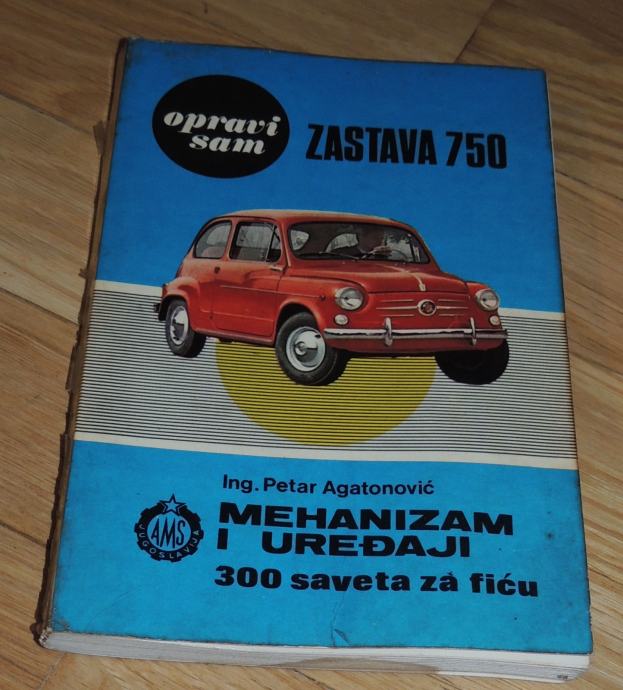 opravi
sam
ZASTAVA 750
Ing. Petar Agatonović
AMS
JUGOSLAVIJA
MEHANIZAM
I UREĐAJI
300 saveta za fiću